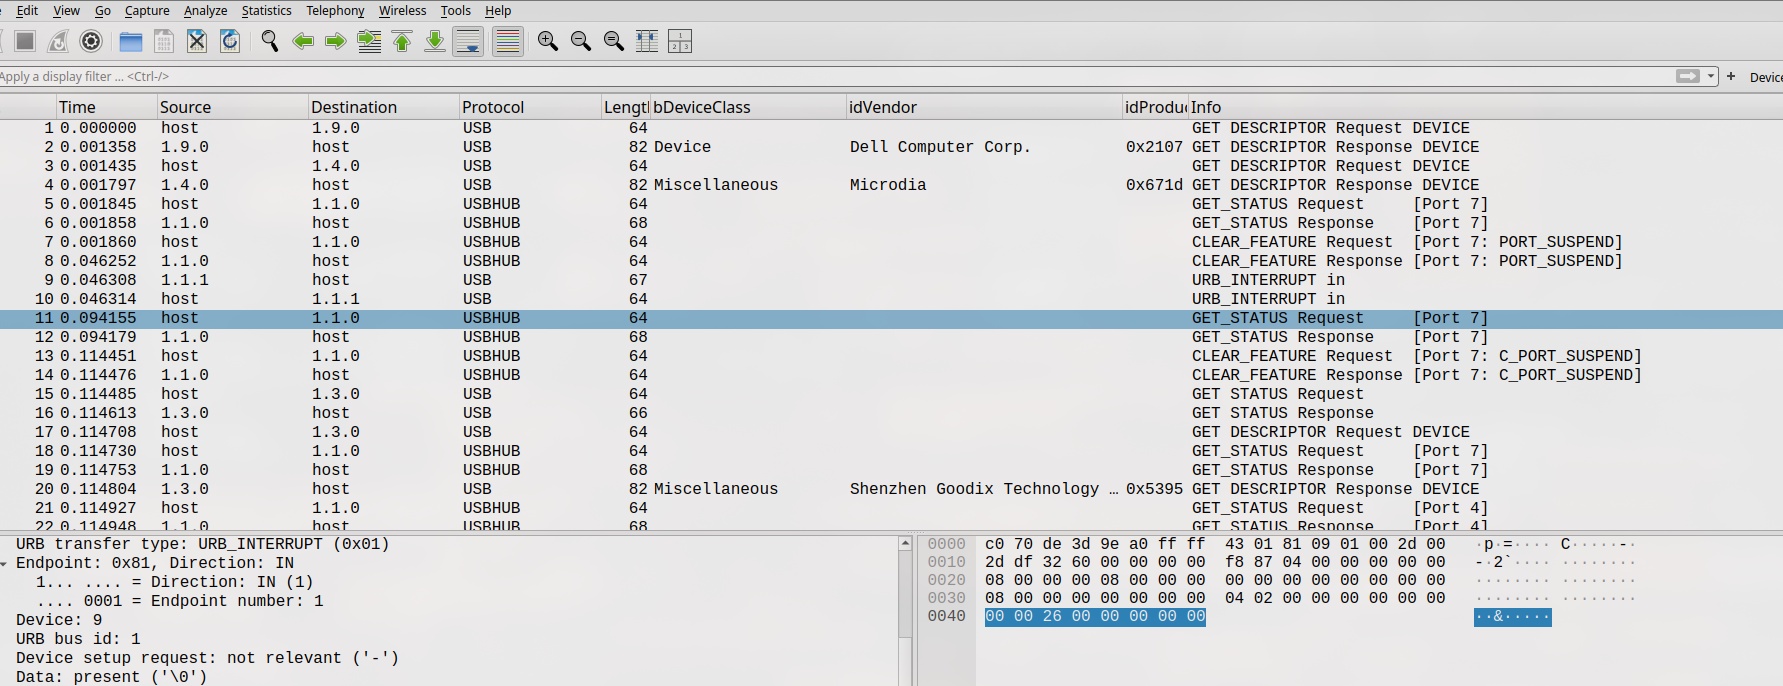 Edit View Go Capture Analyze Statistics Telephony Wireless Tools Help
Apply a display filter ... <Ctrl-/> + Device
Time Source Destination Protocol Lengtl bDeviceClass idVendor idProduc Info
1 0.000000 host 1.9.0 USB 64 GET DESCRIPTOR Request DEVICE
2 0.001358 1.9.0 host USB 82 Device Dell Computer Corp. 0x2107 GET DESCRIPTOR Response DEVICE
3 0.001435 host 1.4.0 USB 64 GET DESCRIPTOR Request DEVICE
4 0.001797 1.4.0 host USB 82 Miscellaneous Microdia 0x671d GET DESCRIPTOR Response DEVICE
5 0.001845 host 1.1.0 USBHUB 64 GET_STATUS Request [Port 7]
6 0.001858 1.1.0 host USBHUB 68 GET_STATUS Response [Port 7]
7 0.001860 host 1.1.0 USBHUB 64 CLEAR_FEATURE Request [Port 7: PORT_SUSPEND]
8 0.046252 1.1.0 host USBHUB 64 CLEAR_FEATURE Response [Port 7: PORT_SUSPEND]
9 0.046308 1.1.1 host USB 67 URB_INTERRUPT in
10 0.046314 host 1.1.1 USB 64 URB_INTERRUPT in
11 0.094155 host 1.1.0 USBHUB 64 GET_STATUS Request [Port 7]
12 0.094179 1.1.0 host USBHUB 68 GET_STATUS Response [Port 7]
13 0.114451 host 1.1.0 USBHUB 64 CLEAR_FEATURE Request [Port 7: C_PORT_SUSPEND]
14 0.114476 1.1.0 host USBHUB 64 CLEAR_FEATURE Response [Port 7: C_PORT_SUSPEND]
15 0.114485 host 1.3.0 USB 64 GET STATUS Request
16 0.114613 1.3.0 host USB 66 GET STATUS Response
17 0.114708 host 1.3.0 USB 64 GET DESCRIPTOR Request DEVICE
18 0.114730 host 1.1.0 USBHUB 64 GET_STATUS Request [Port 7]
19 0.114753 1.1.0 host USBHUB 68 GET_STATUS Response [Port 7]
20 0.114804 1.3.0 host USB 82 Miscellaneous Shenzhen Goodix Technology … 0x5395 GET DESCRIPTOR Response DEVICE
21 0.114927 host 1.1.0 USBHUB 64 GET_STATUS Request [Port 4]
22 0.114948 1.1.0 host USBHUB 68 GET_STATUS Response [Port 4]
URB transfer type: URB_INTERRUPT (0x01)
Endpoint: 0x81, Direction: IN
1... .... = Direction: IN (1)
.... 0001 = Endpoint number: 1
Device: 9
URB bus id: 1
Device setup request: not relevant ('-')
Data: present ('\0')
0000 c0 70 de 3d 9e a0 ff ff 43 01 81 09 01 00 2d 00 ·p·=···· C·····-·
0010 2d df 32 60 00 00 00 00 f8 87 04 00 00 00 00 00 -·2`···· ········
0020 08 00 00 00 08 00 00 00 00 00 00 00 00 00 00 00 ········ ········
0030 08 00 00 00 00 00 00 00 04 02 00 00 00 00 00 00 ········ ········
0040 00 00 26 00 00 00 00 00 ··&·····